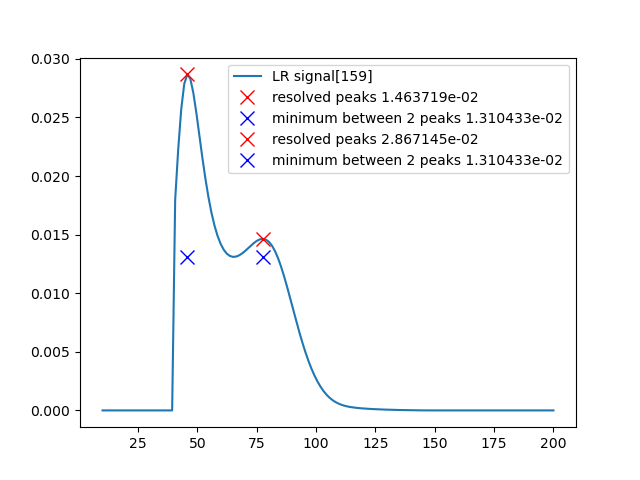 0.030
0.025
0.020
0.015
0.010
0.005
0.000
LR signal[159]
resolved peaks 1.463719e-02
minimum between 2 peaks 1.310433e-02
resolved peaks 2.867145e-02
minimum between 2 peaks 1.310433e-02
25 50 75 100 125 150 175 200